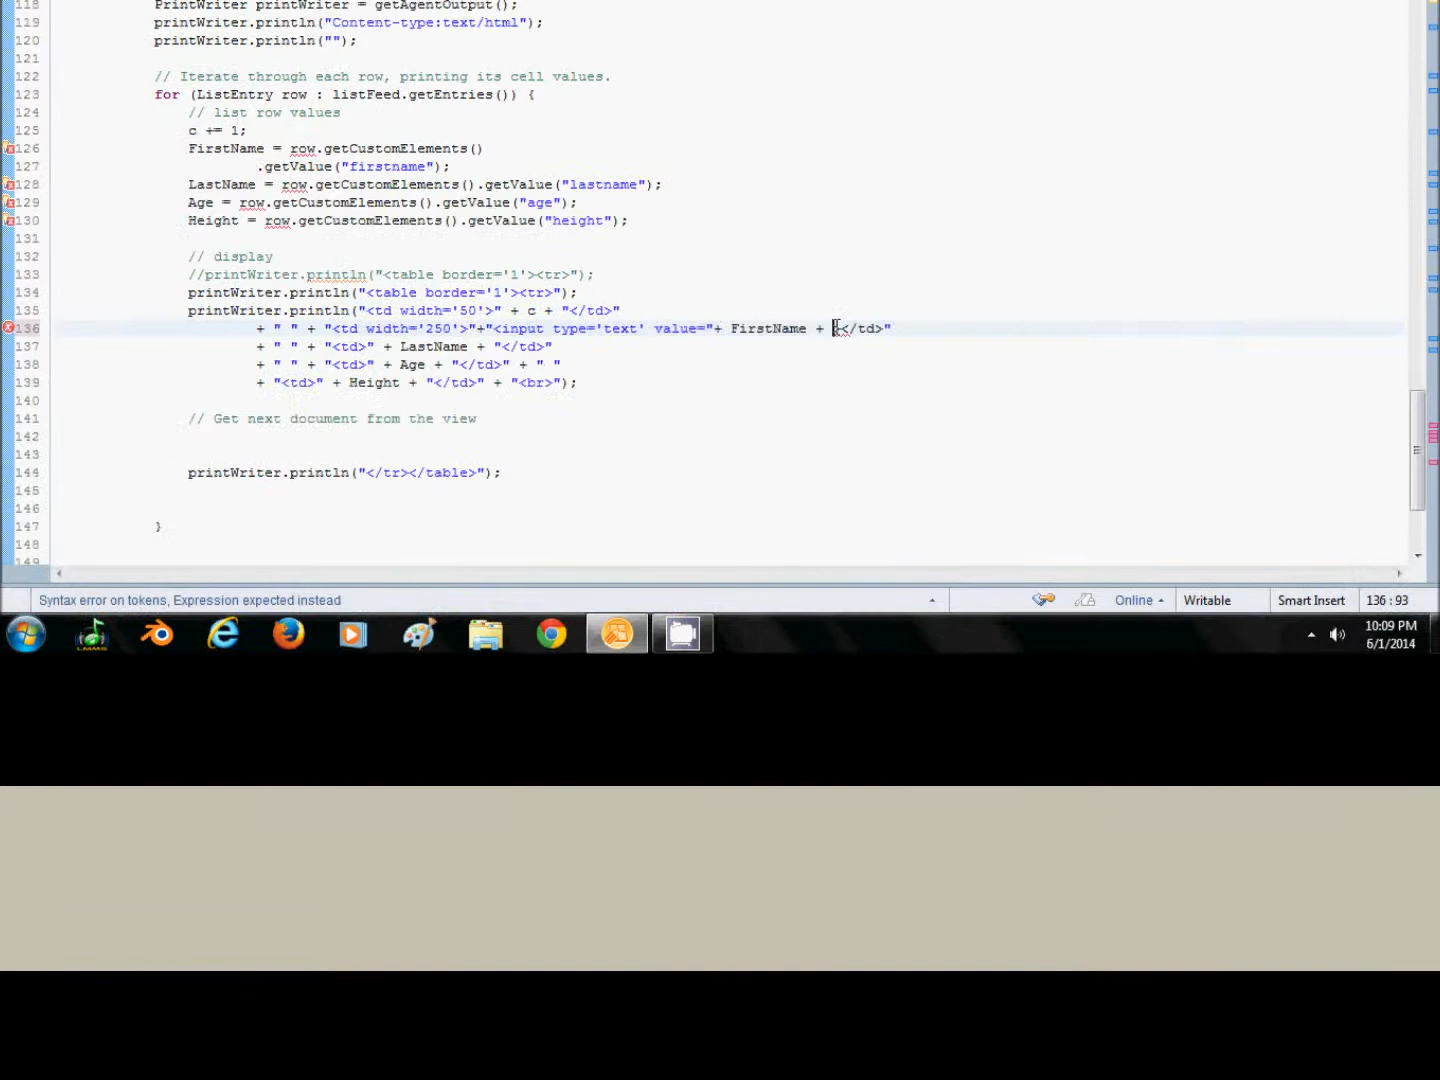 118 PrintWriter printWriter = getAgentOutput();
119 printWriter.println("Content-type:text/html");
120 printWriter.println("");
121
122 // Iterate through each row, printing its cell values.
123 for (ListEntry row : listFeed.getEntries()) {
124 // list row values
125 c += 1;
126 FirstName = row.getCustomElements()
127 .getValue("firstname");
128 LastName = row.getCustomElements().getValue("lastname");
129 Age = row.getCustomElements().getValue("age");
130 Height = row.getCustomElements().getValue("height");
131
132 // display
133 //printWriter.println("<table border='1'><tr>");
134 printWriter.println("<table border='1'><tr>");
135 printWriter.println("<td width='50'>" + c + "</td>"
136 + " " + "<td width='250'>"+"<input type='text' value="+ FirstName + </td>"
137 + " " + "<td>" + LastName + "</td>"
138 + " " + "<td>" + Age + "</td>" + " "
139 + "<td>" + Height + "</td>" + "<br>");
140
141 // Get next document from the view
142
143
144 printWriter.println("</tr></table>");
145
146
147 }
148
149
Syntax error on tokens, Expression expected instead Online Writable Smart Insert 136 : 93
LMMS 10:09 PM
6/1/2014